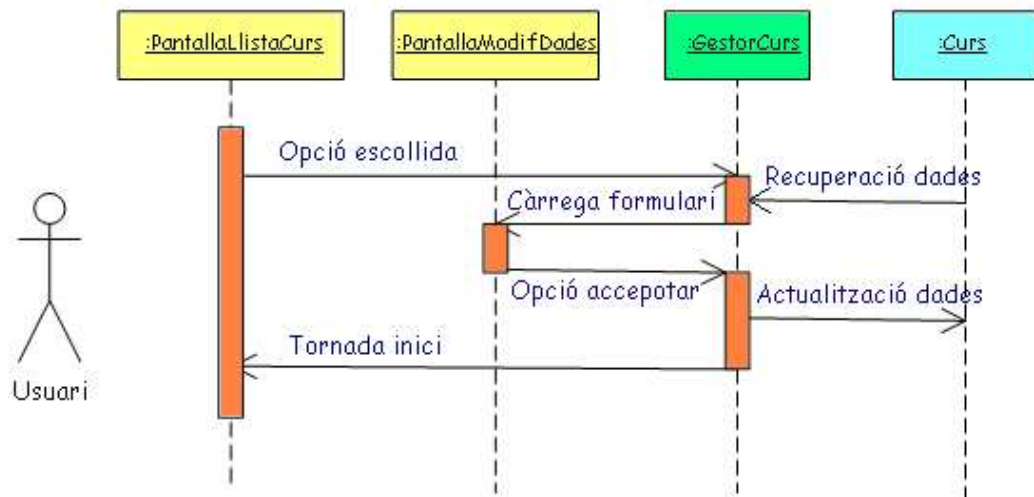 :PantallaLlistaCurs
:PantallaModifDades
:GestorCurs
:Curs
Opció escollida
Recuperació dades
Càrrega formulari
Opció accepotar
Actualització dades
Tornada inici
Usuari